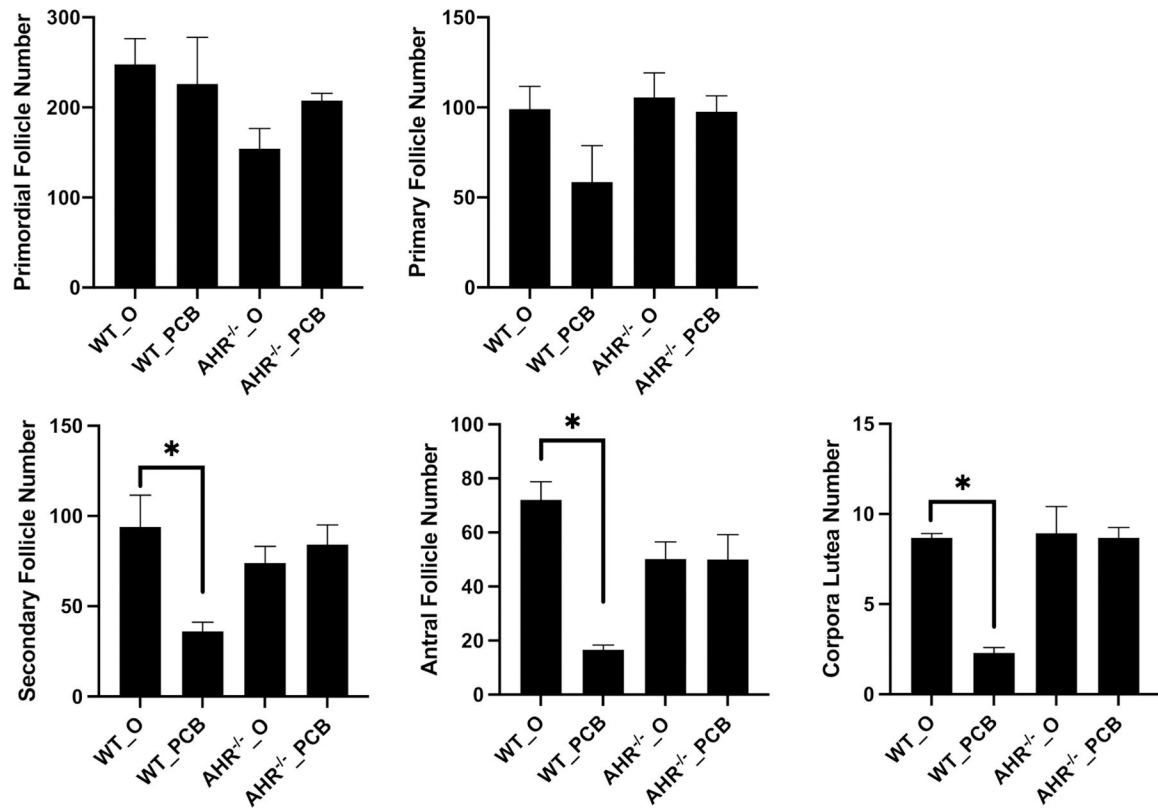 Primordial Follicle Number
300
200
100
0
WT_O
WT_PCB
AHR-/-_O
AHR-/-_PCB
Primary Follicle Number
150
100
50
0
WT_O
WT_PCB
AHR-/-_O
AHR-/-_PCB
Secondary Follicle Number
150
100
50
0
*
WT_O
WT_PCB
AHR-/-_O
AHR-/-_PCB
Antral Follicle Number
100
80
60
40
20
0
*
WT_O
WT_PCB
AHR-/-_O
AHR-/-_PCB
Corpora Lutea Number
15
10
5
0
*
WT_O
WT_PCB
AHR-/-_O
AHR-/-_PCB